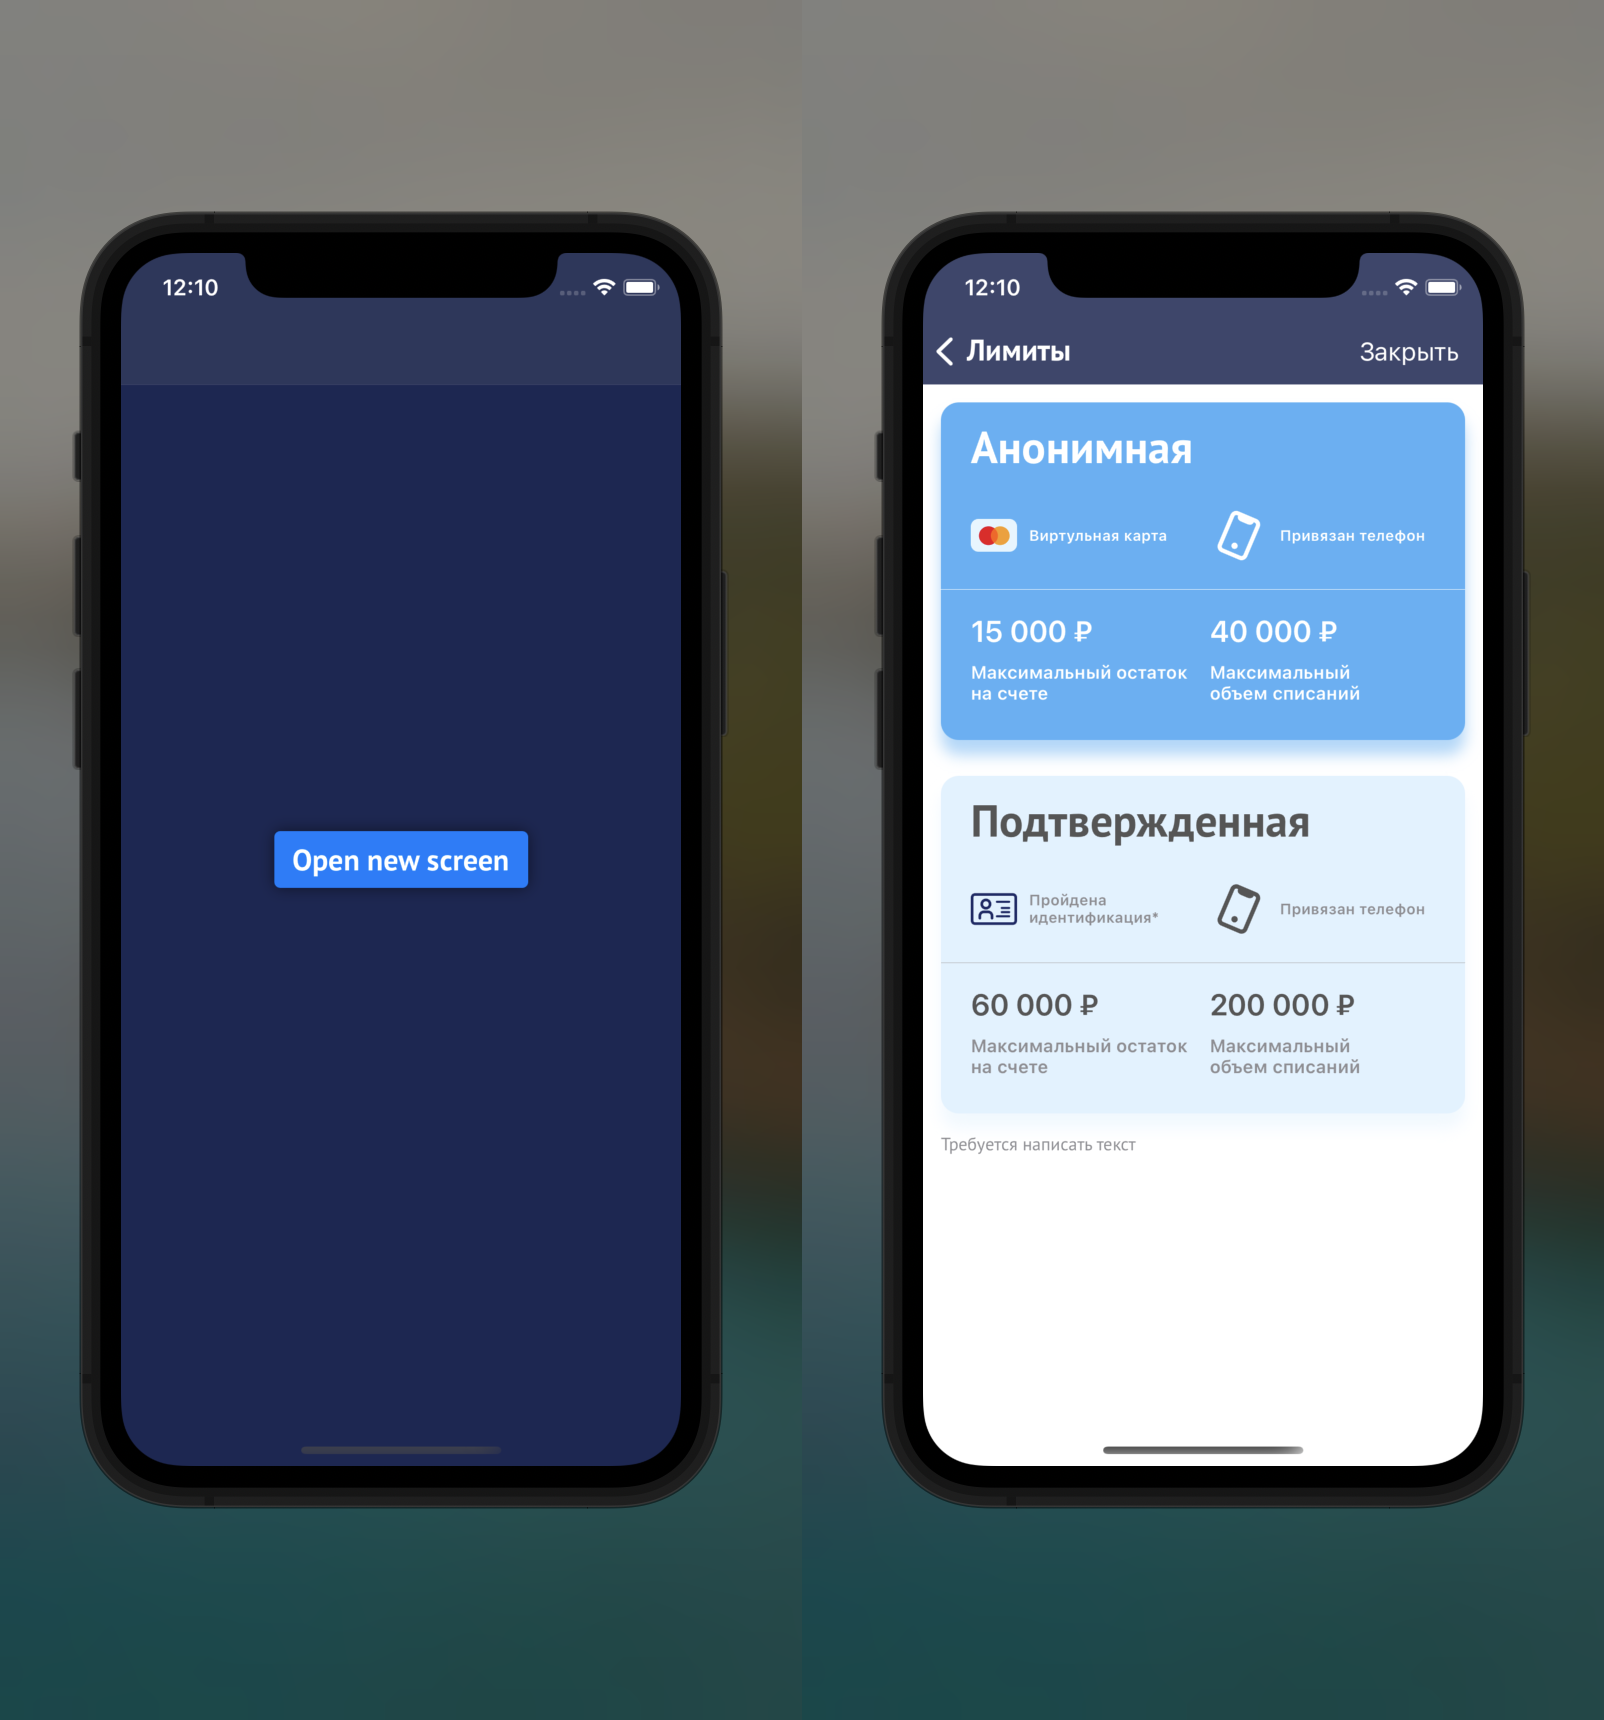 12:10
Open new screen
12:10
Лимиты
Закрыть
Анонимная
Виртульная карта
Привязан телефон
15 000 ₽
40 000 ₽
Максимальный остаток
на счете
Максимальный
объем списаний
Подтвержденная
Пройдена
идентификация*
Привязан телефон
60 000 ₽
200 000 ₽
Максимальный остаток
на счете
Максимальный
объем списаний
Требуется написать текст